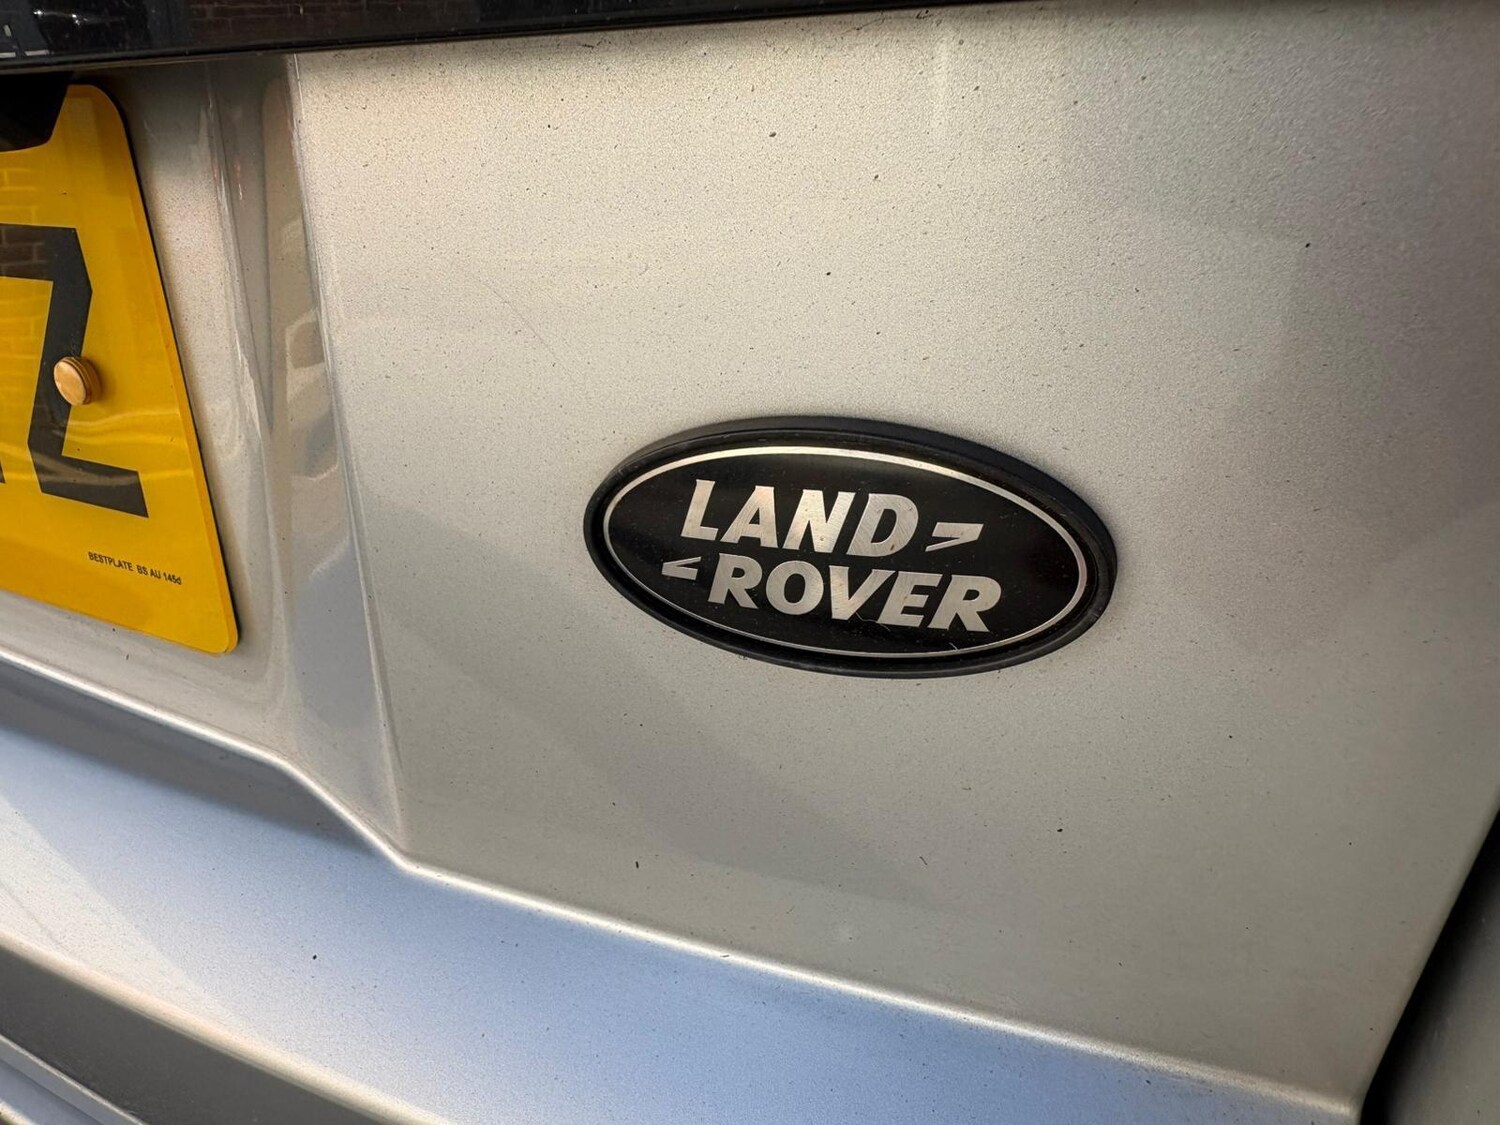 Z
BESTPLATE BS AU 145d
LAND
ROVER